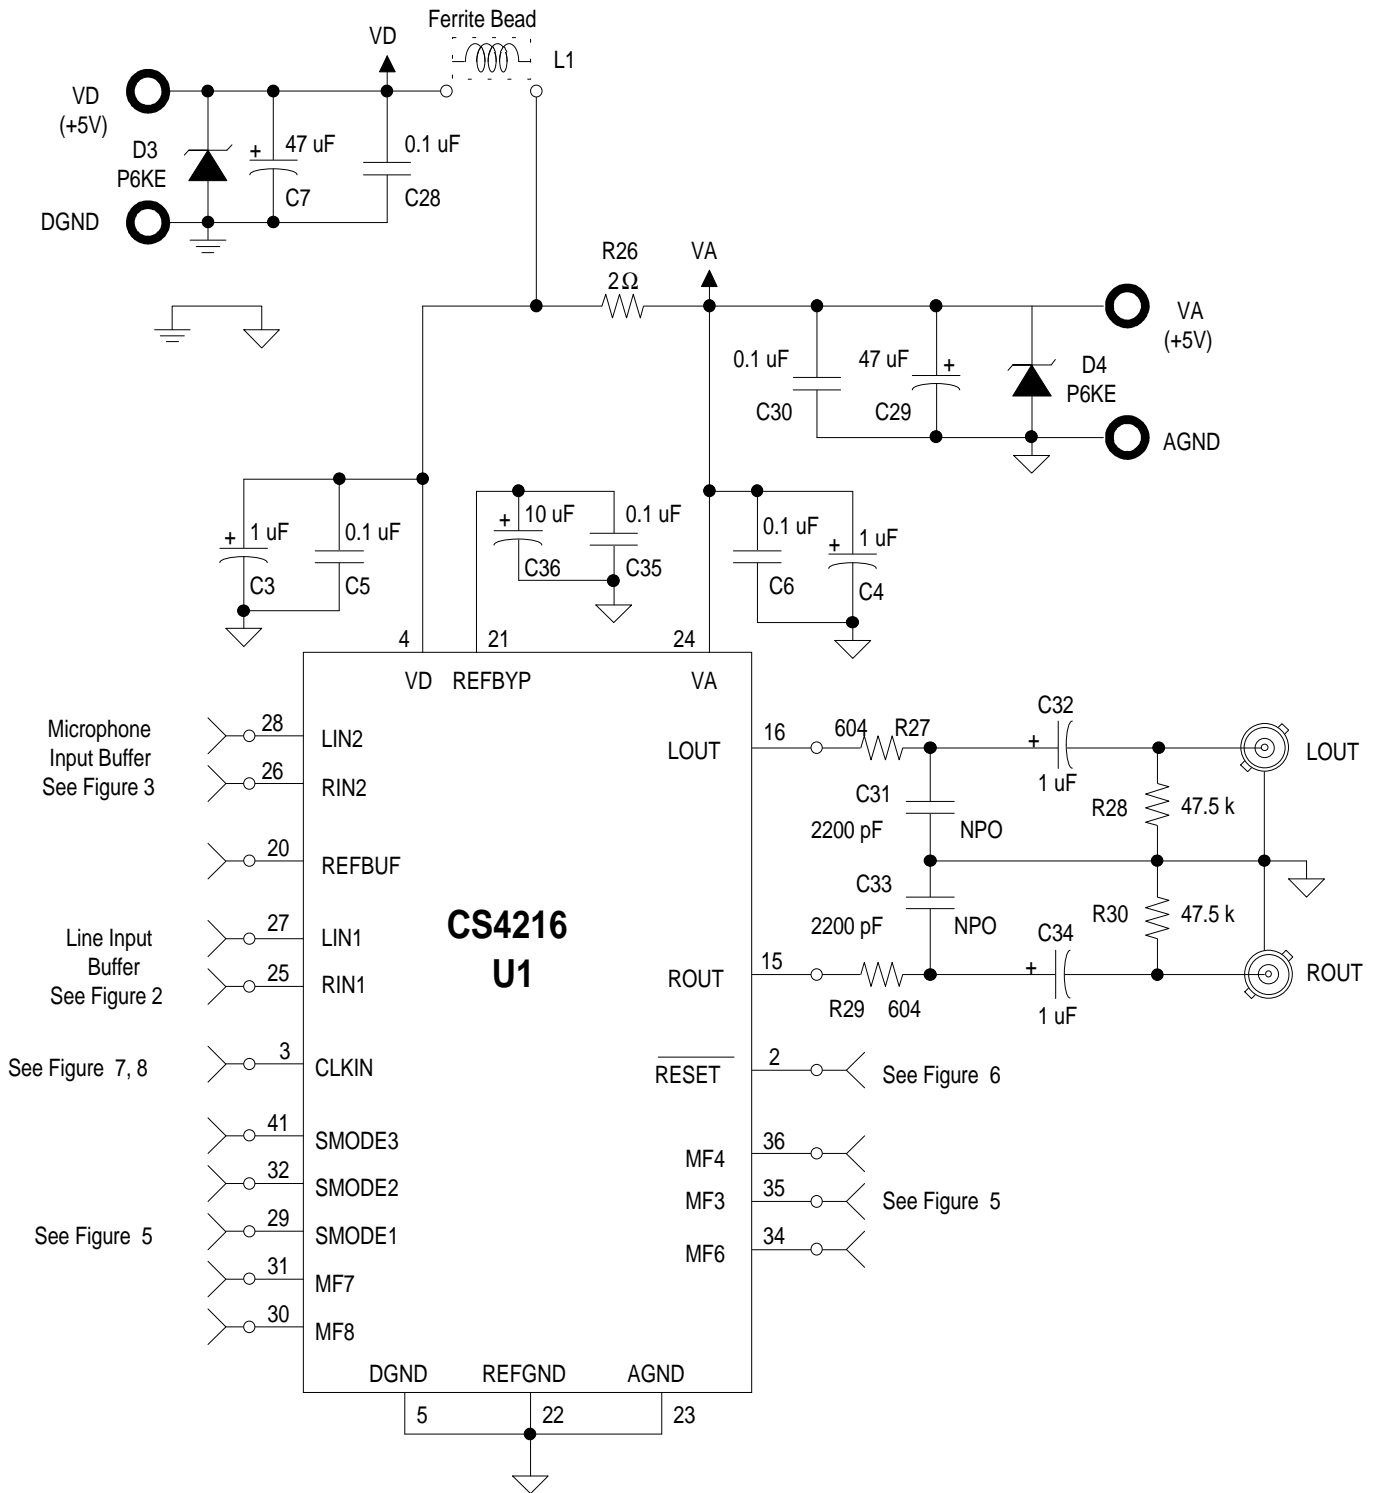 Ferrite Bead
VD
L1
VD
(+5V)
D3
P6KE
+
47 uF
C7
0.1 uF
C28
DGND
R26
2Ω
VA
VA
(+5V)
0.1 uF
C30
47 uF
+
C29
D4
P6KE
AGND
+
1 uF
C3
0.1 uF
C5
+
10 uF
C36
0.1 uF
C35
0.1 uF
C6
+
1 uF
C4
4
21
24
VD
REFBYP
VA
Microphone
Input Buffer
See Figure 3
28
LIN2
26
RIN2
20
REFBUF
Line Input
Buffer
See Figure 2
27
LIN1
25
RIN1
See Figure 7, 8
3
CLKIN
41
SMODE3
32
SMODE2
See Figure 5
29
SMODE1
31
MF7
30
MF8
CS4216
U1
LOUT
16
604
R27
C32
+
1 uF
LOUT
C31
2200 pF
NPO
R28
47.5 k
C33
2200 pF
NPO
R30
47.5 k
ROUT
15
R29
604
C34
+
1 uF
ROUT
RESET
2
See Figure 6
MF4
36
MF3
35
See Figure 5
MF6
34
DGND
REFGND
AGND
5
22
23